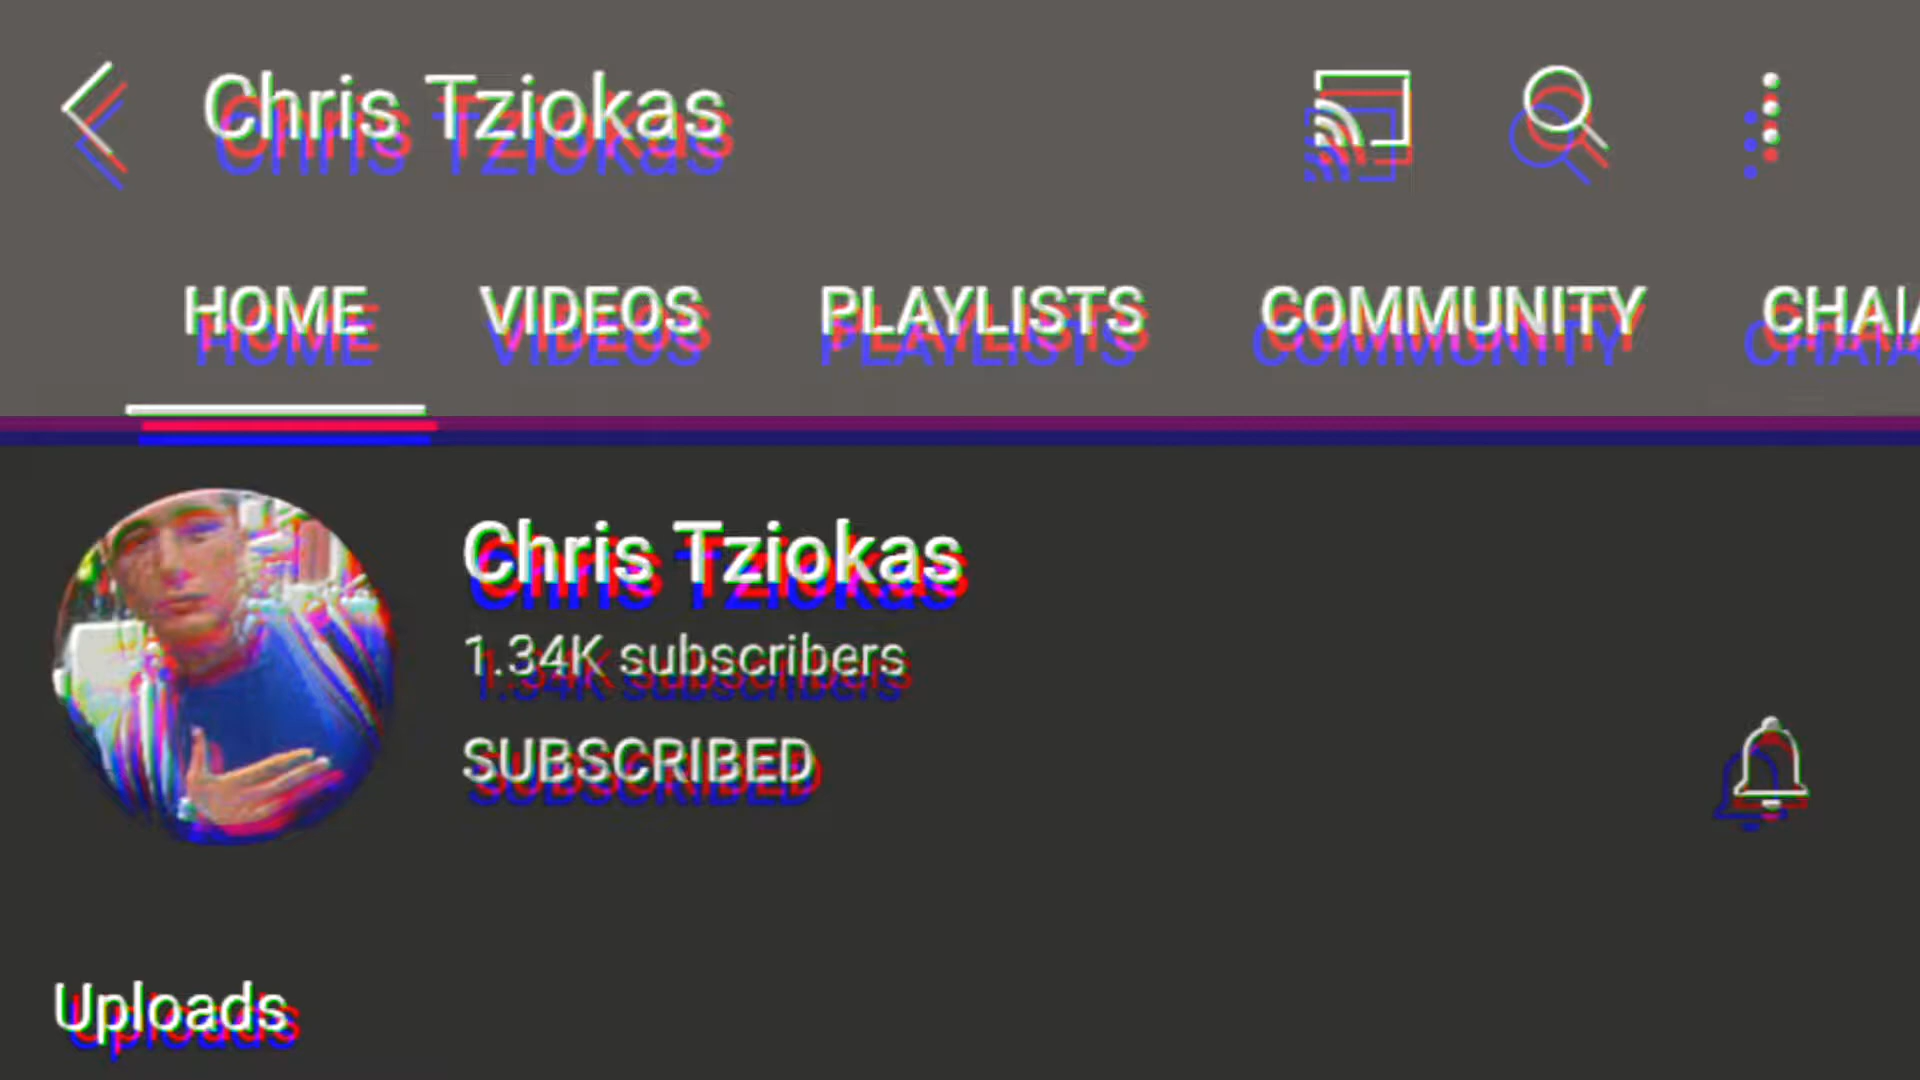 Chris Tziokas
HOME VIDEOS PLAYLISTS COMMUNITY
Chris Tziokas
1.34K subscribers
SUBSCRIBED
Uploads